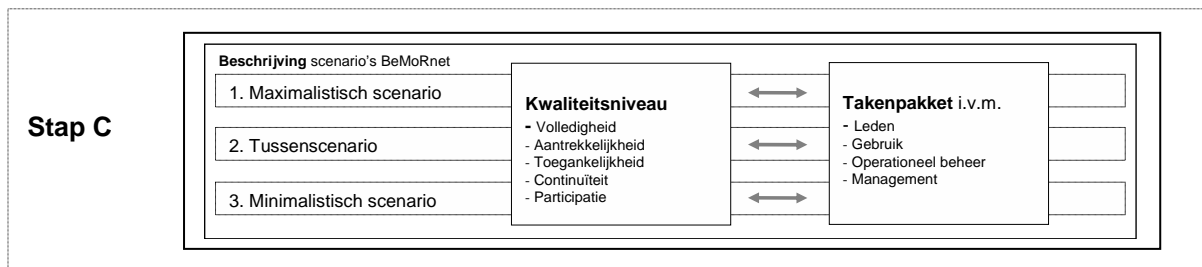 Stap C
Beschrijving scenario's BeMoRnet
1. Maximalistisch scenario
2. Tussenscenario
3. Minimalistisch scenario
Kwaliteitsniveau
- Volledigheid
- Aantrekkelijkheid
- Toegankelijkheid
- Continuïteit
- Participatie
Takenpakket i.v.m.
- Leden
- Gebruik
- Operationeel beheer
- Management